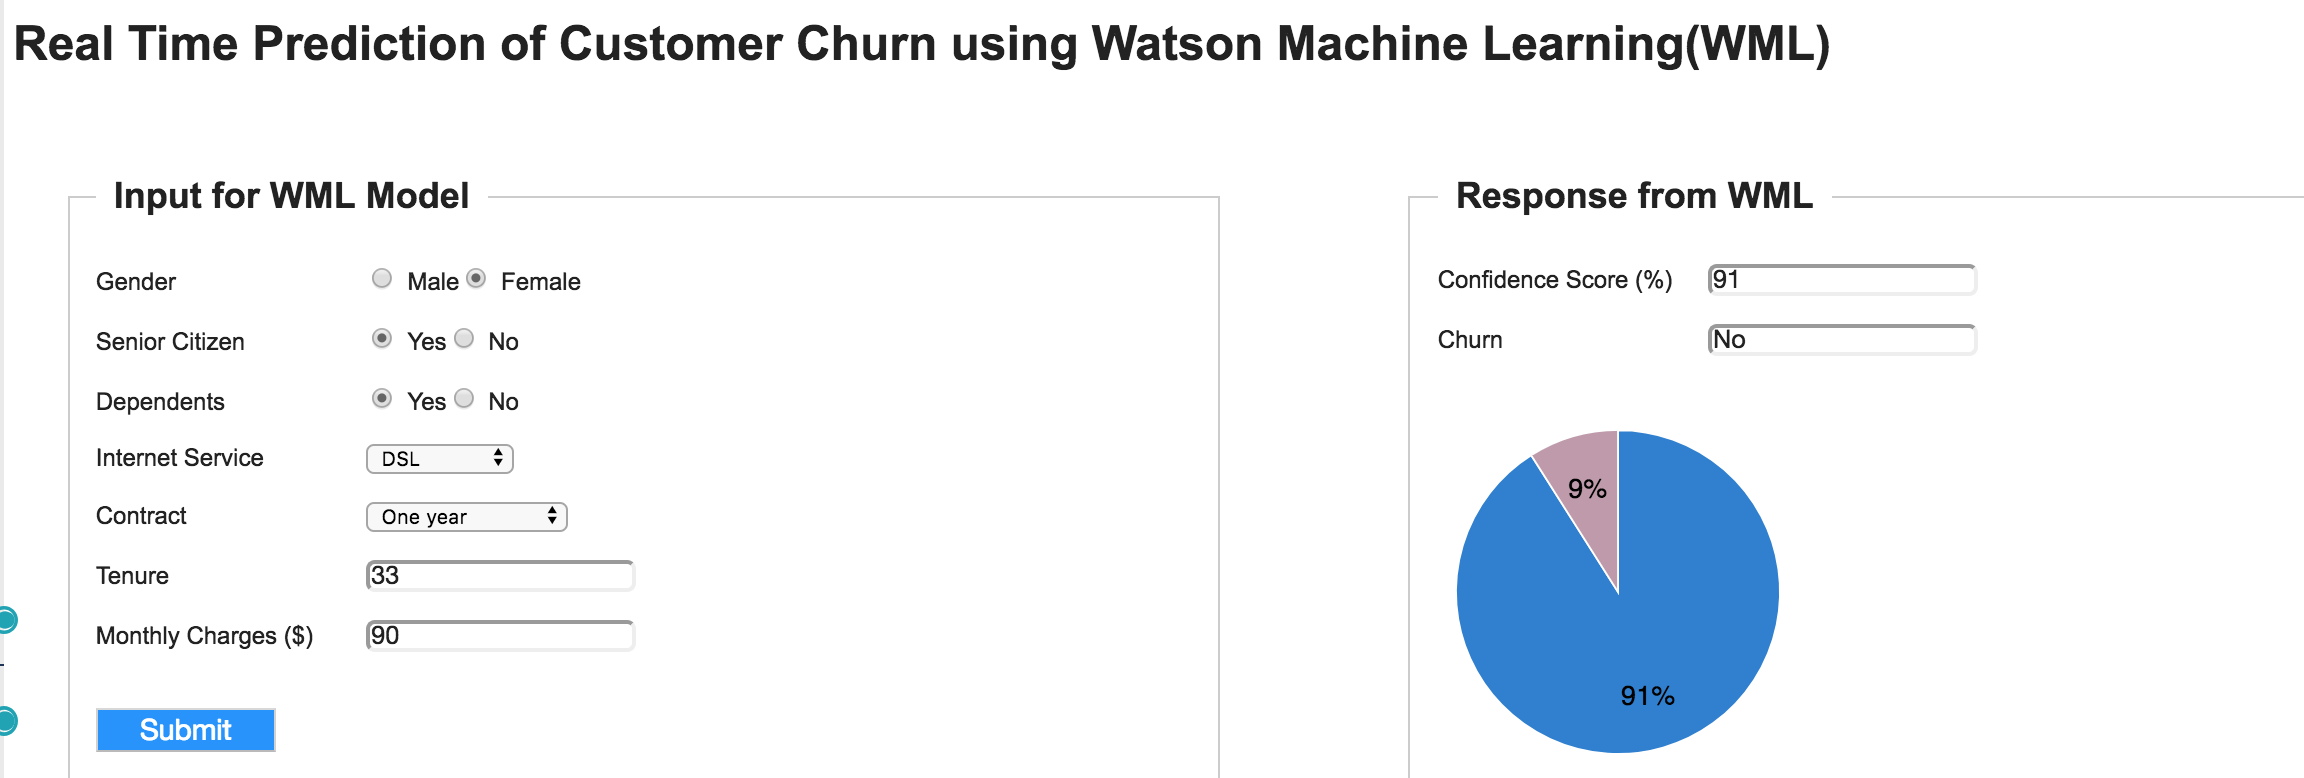 Real Time Prediction of Customer Churn using Watson Machine Learning(WML)
Input for WML Model
Gender Male Female
Senior Citizen Yes No
Dependents Yes No
Internet Service DSL
Contract One year
Tenure 33
Monthly Charges ($) 90
Submit
Response from WML
Confidence Score (%) 91
Churn No
9%
91%